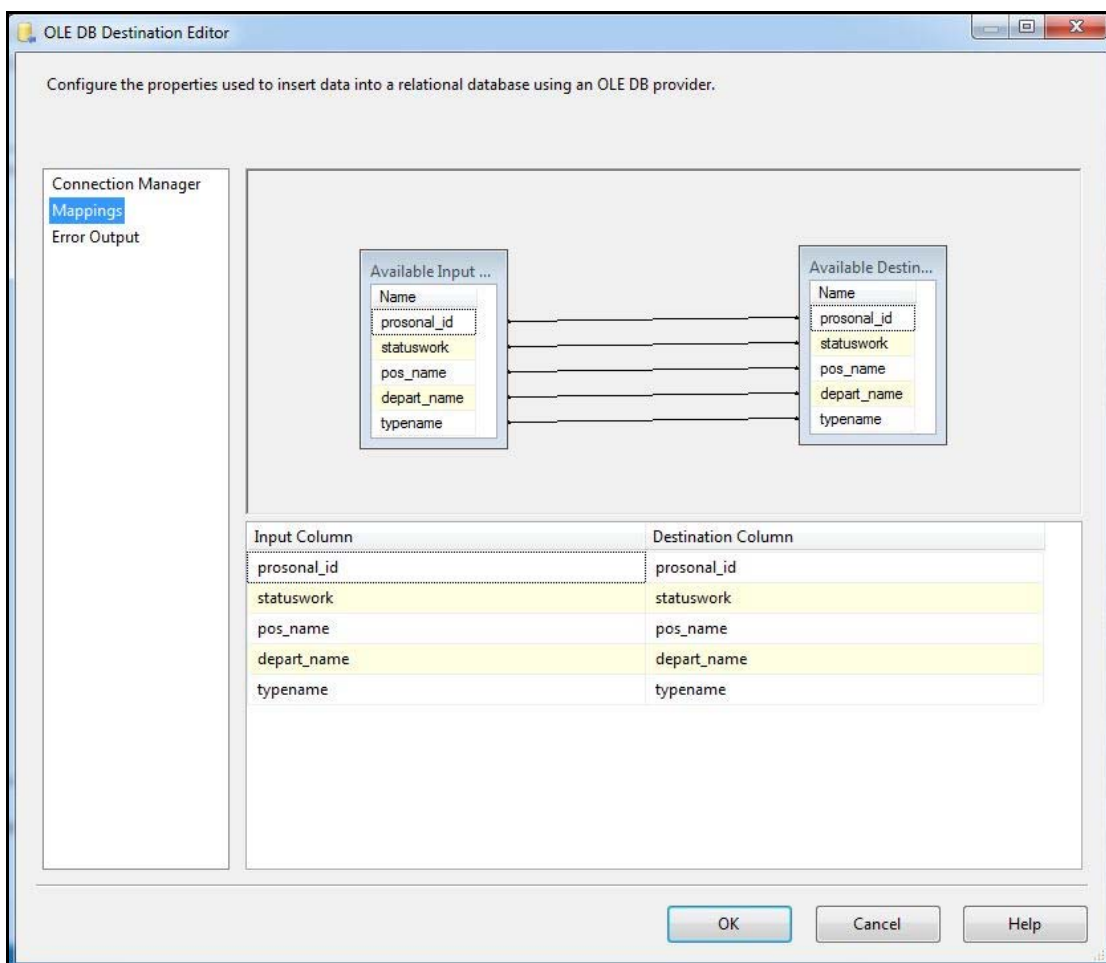 OLE DB Destination Editor
Configure the properties used to insert data into a relational database using an OLE DB provider.
Connection Manager
Mappings
Error Output
Available Input ...
Name
prosonal_id
statuswork
pos_name
depart_name
typename
Available Destin...
Name
prosonal_id
statuswork
pos_name
depart_name
typename
Input Column Destination Column
prosonal_id prosonal_id
statuswork statuswork
pos_name pos_name
depart_name depart_name
typename typename
OK Cancel Help